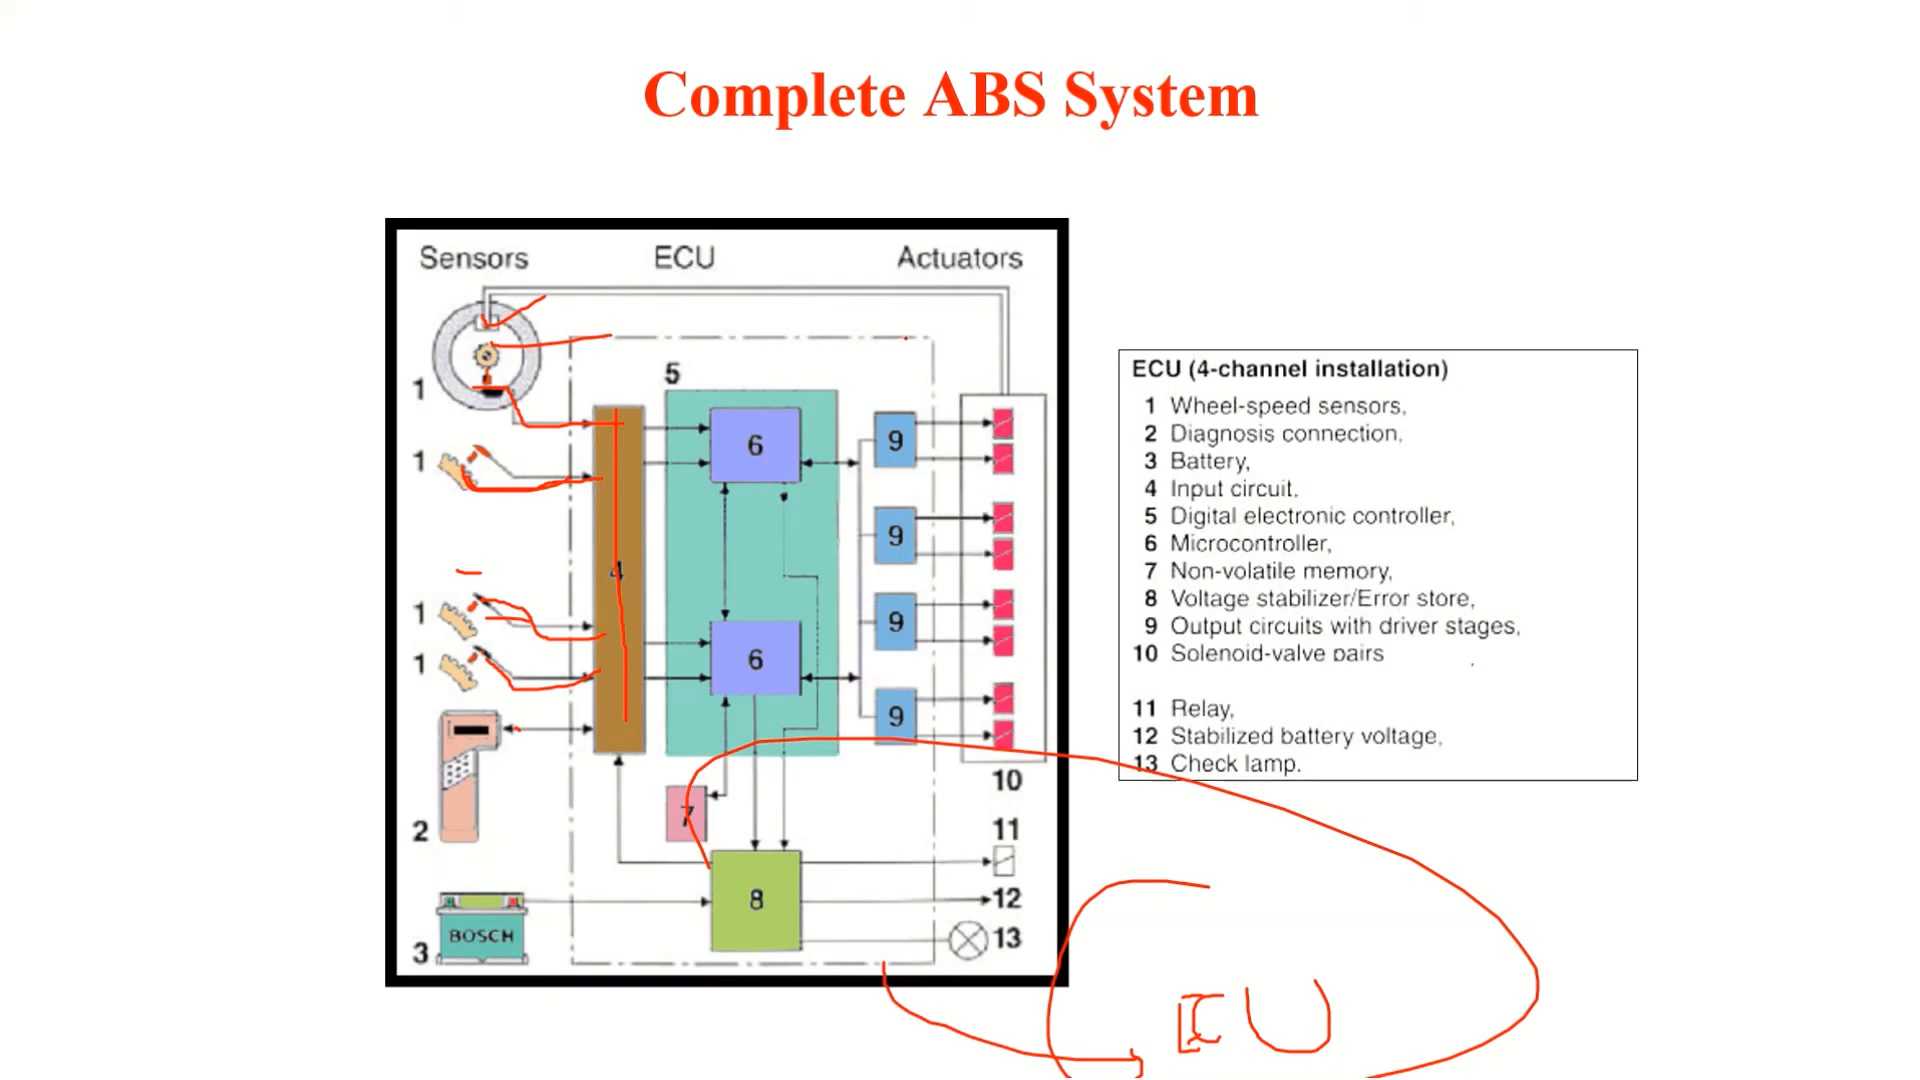 Complete ABS System
Sensors ECU Actuators
1
5
1
1
1
4
6
6
9
9
9
9
2
7
10
11
8
12
BOSCH
3
13
ECU (4-channel installation)
1 Wheel-speed sensors,
2 Diagnosis connection,
3 Battery,
4 Input circuit,
5 Digital electronic controller,
6 Microcontroller,
7 Non-volatile memory,
8 Voltage stabilizer/Error store,
9 Output circuits with driver stages,
10 Solenoid-valve pairs
11 Relay,
12 Stabilized battery voltage,
13 Check lamp.
ECU